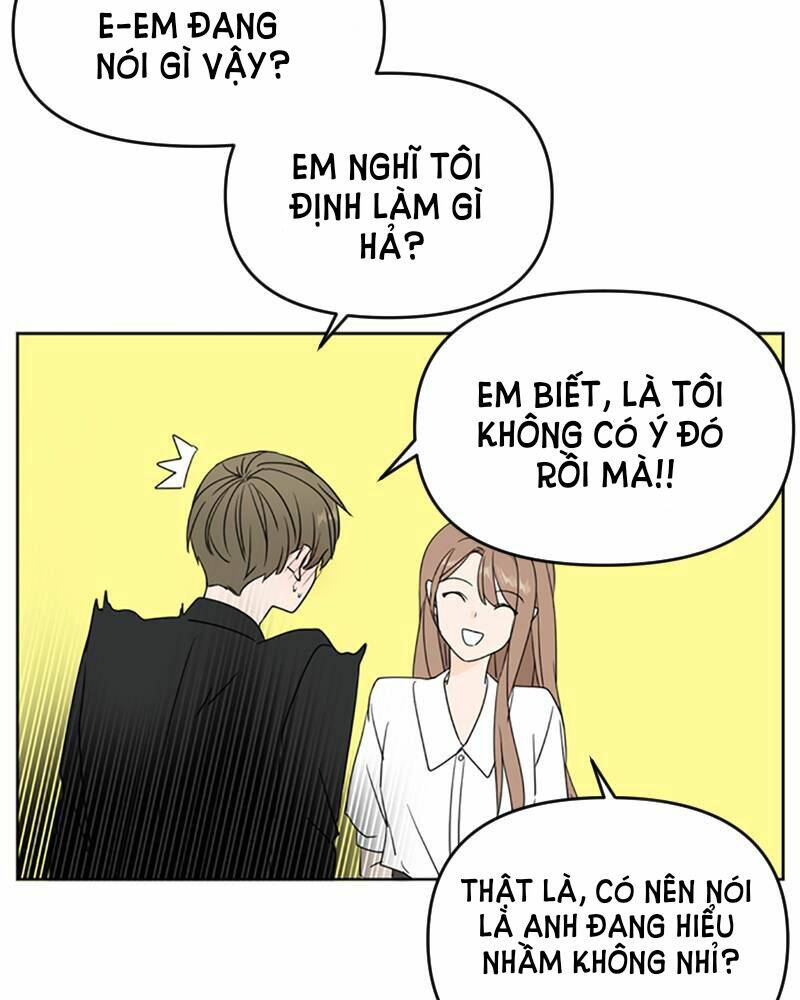 E-EM ĐANG
NÓI GÌ VẬY?
EM NGHĨ TÔI
ĐỊNH LÀM GÌ
HẢ?
EM BIẾT, LÀ TÔI
KHÔNG CÓ Ý ĐÓ
RỒI MÀ!!
THẬT LÀ, CÓ NÊN NÓI
LÀ ANH ĐANG HIỂU
NHẦM KHÔNG NHỈ?